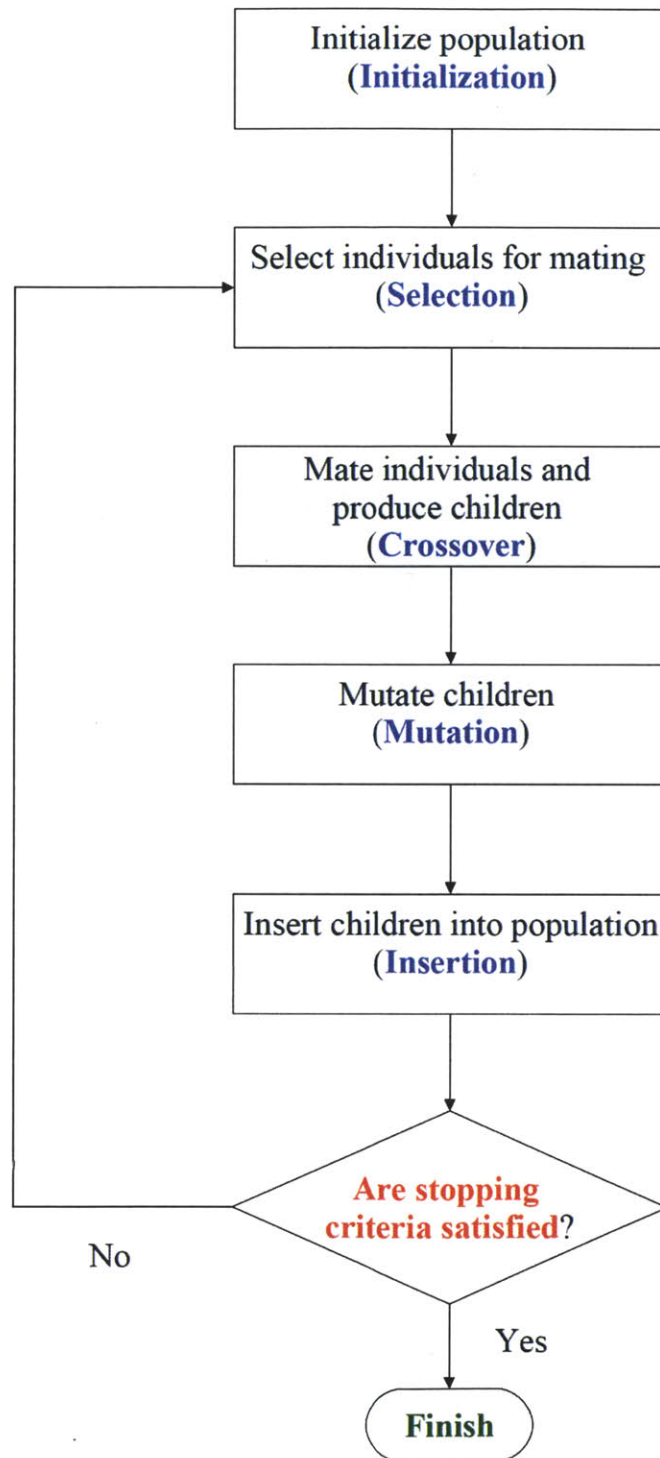 Initialize population
(Initialization)
Select individuals for mating
(Selection)
Mate individuals and
produce children
(Crossover)
Mutate children
(Mutation)
Insert children into population
(Insertion)
Are stopping
criteria satisfied?
No
Yes
Finish